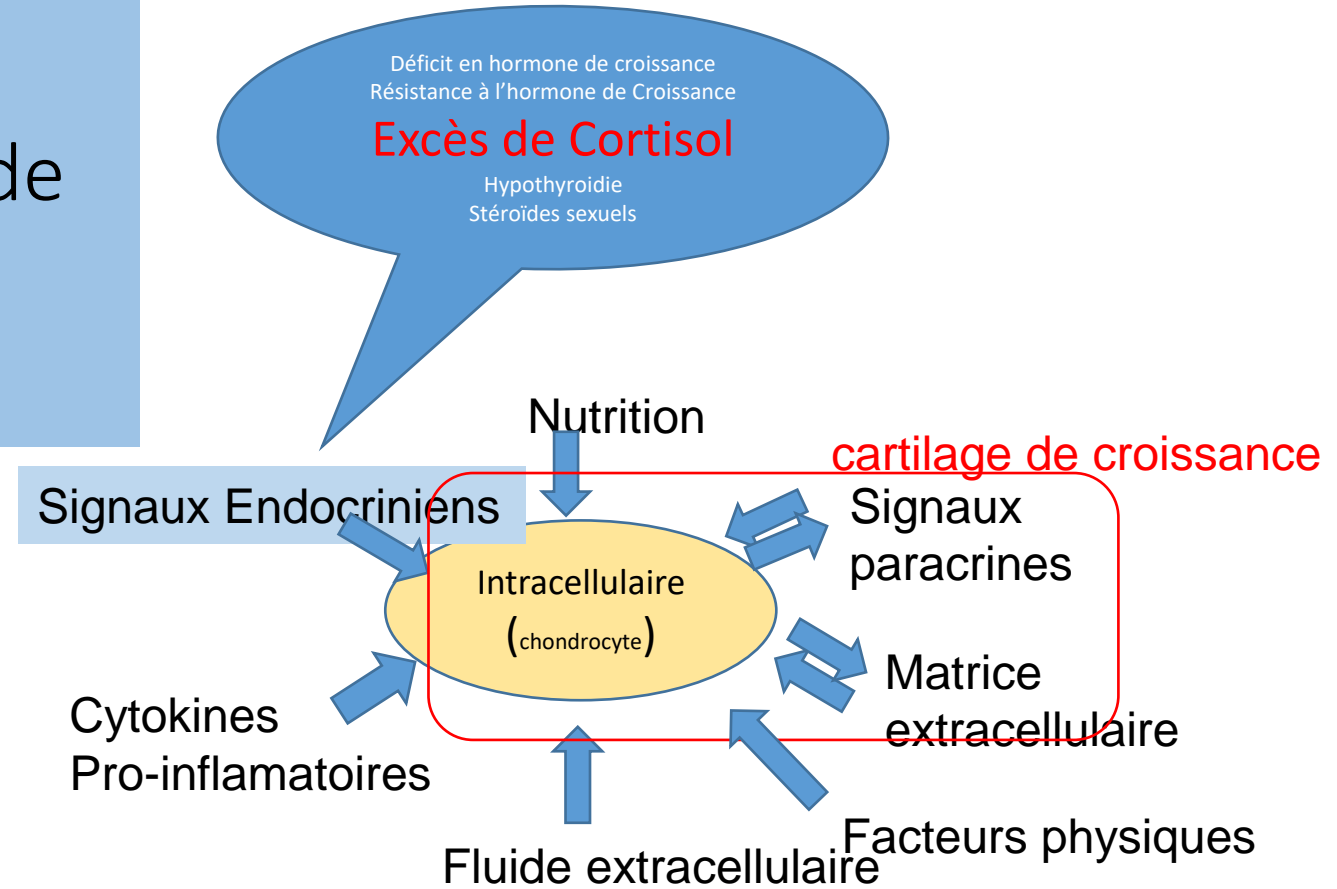 de
Déficit en hormone de croissance
Résistance à l’hormone de Croissance
Excès de Cortisol
Hypothyroidie
Stéroïdes sexuels
Nutrition
cartilage de croissance
Signaux Endocriniens
Signaux
paracrines
Intracellulaire
(chondrocyte)
Matrice
extracellulaire
Cytokines
Pro-inflamatoires
Facteurs physiques
Fluide extracellulaire